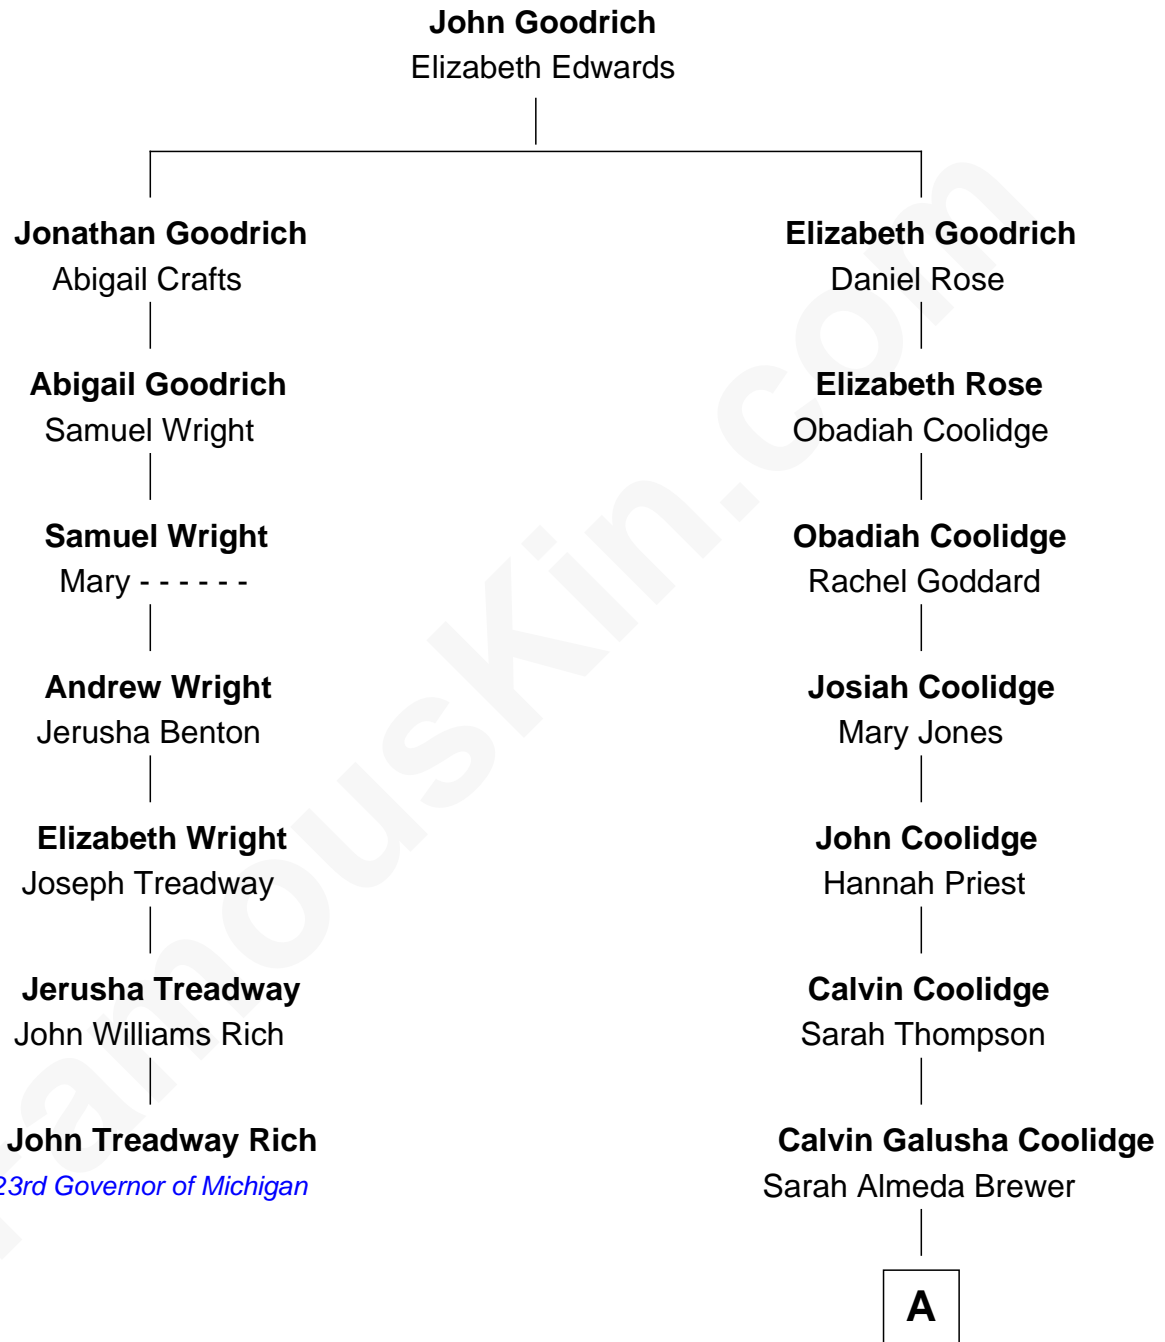 John Goodrich
Elizabeth Edwards
Jonathan Goodrich
Abigail Crafts
Elizabeth Goodrich
Daniel Rose
Abigail Goodrich
Samuel Wright
Elizabeth Rose
Obadiah Coolidge
Samuel Wright
Mary - - - - - -
Obadiah Coolidge
Rachel Goddard
Andrew Wright
Jerusha Benton
Josiah Coolidge
Mary Jones
Elizabeth Wright
Joseph Treadway
John Coolidge
Hannah Priest
Jerusha Treadway
John Williams Rich
Calvin Coolidge
Sarah Thompson
John Treadway Rich
23rd Governor of Michigan
Calvin Galusha Coolidge
Sarah Almeda Brewer
A
FamousKin.com